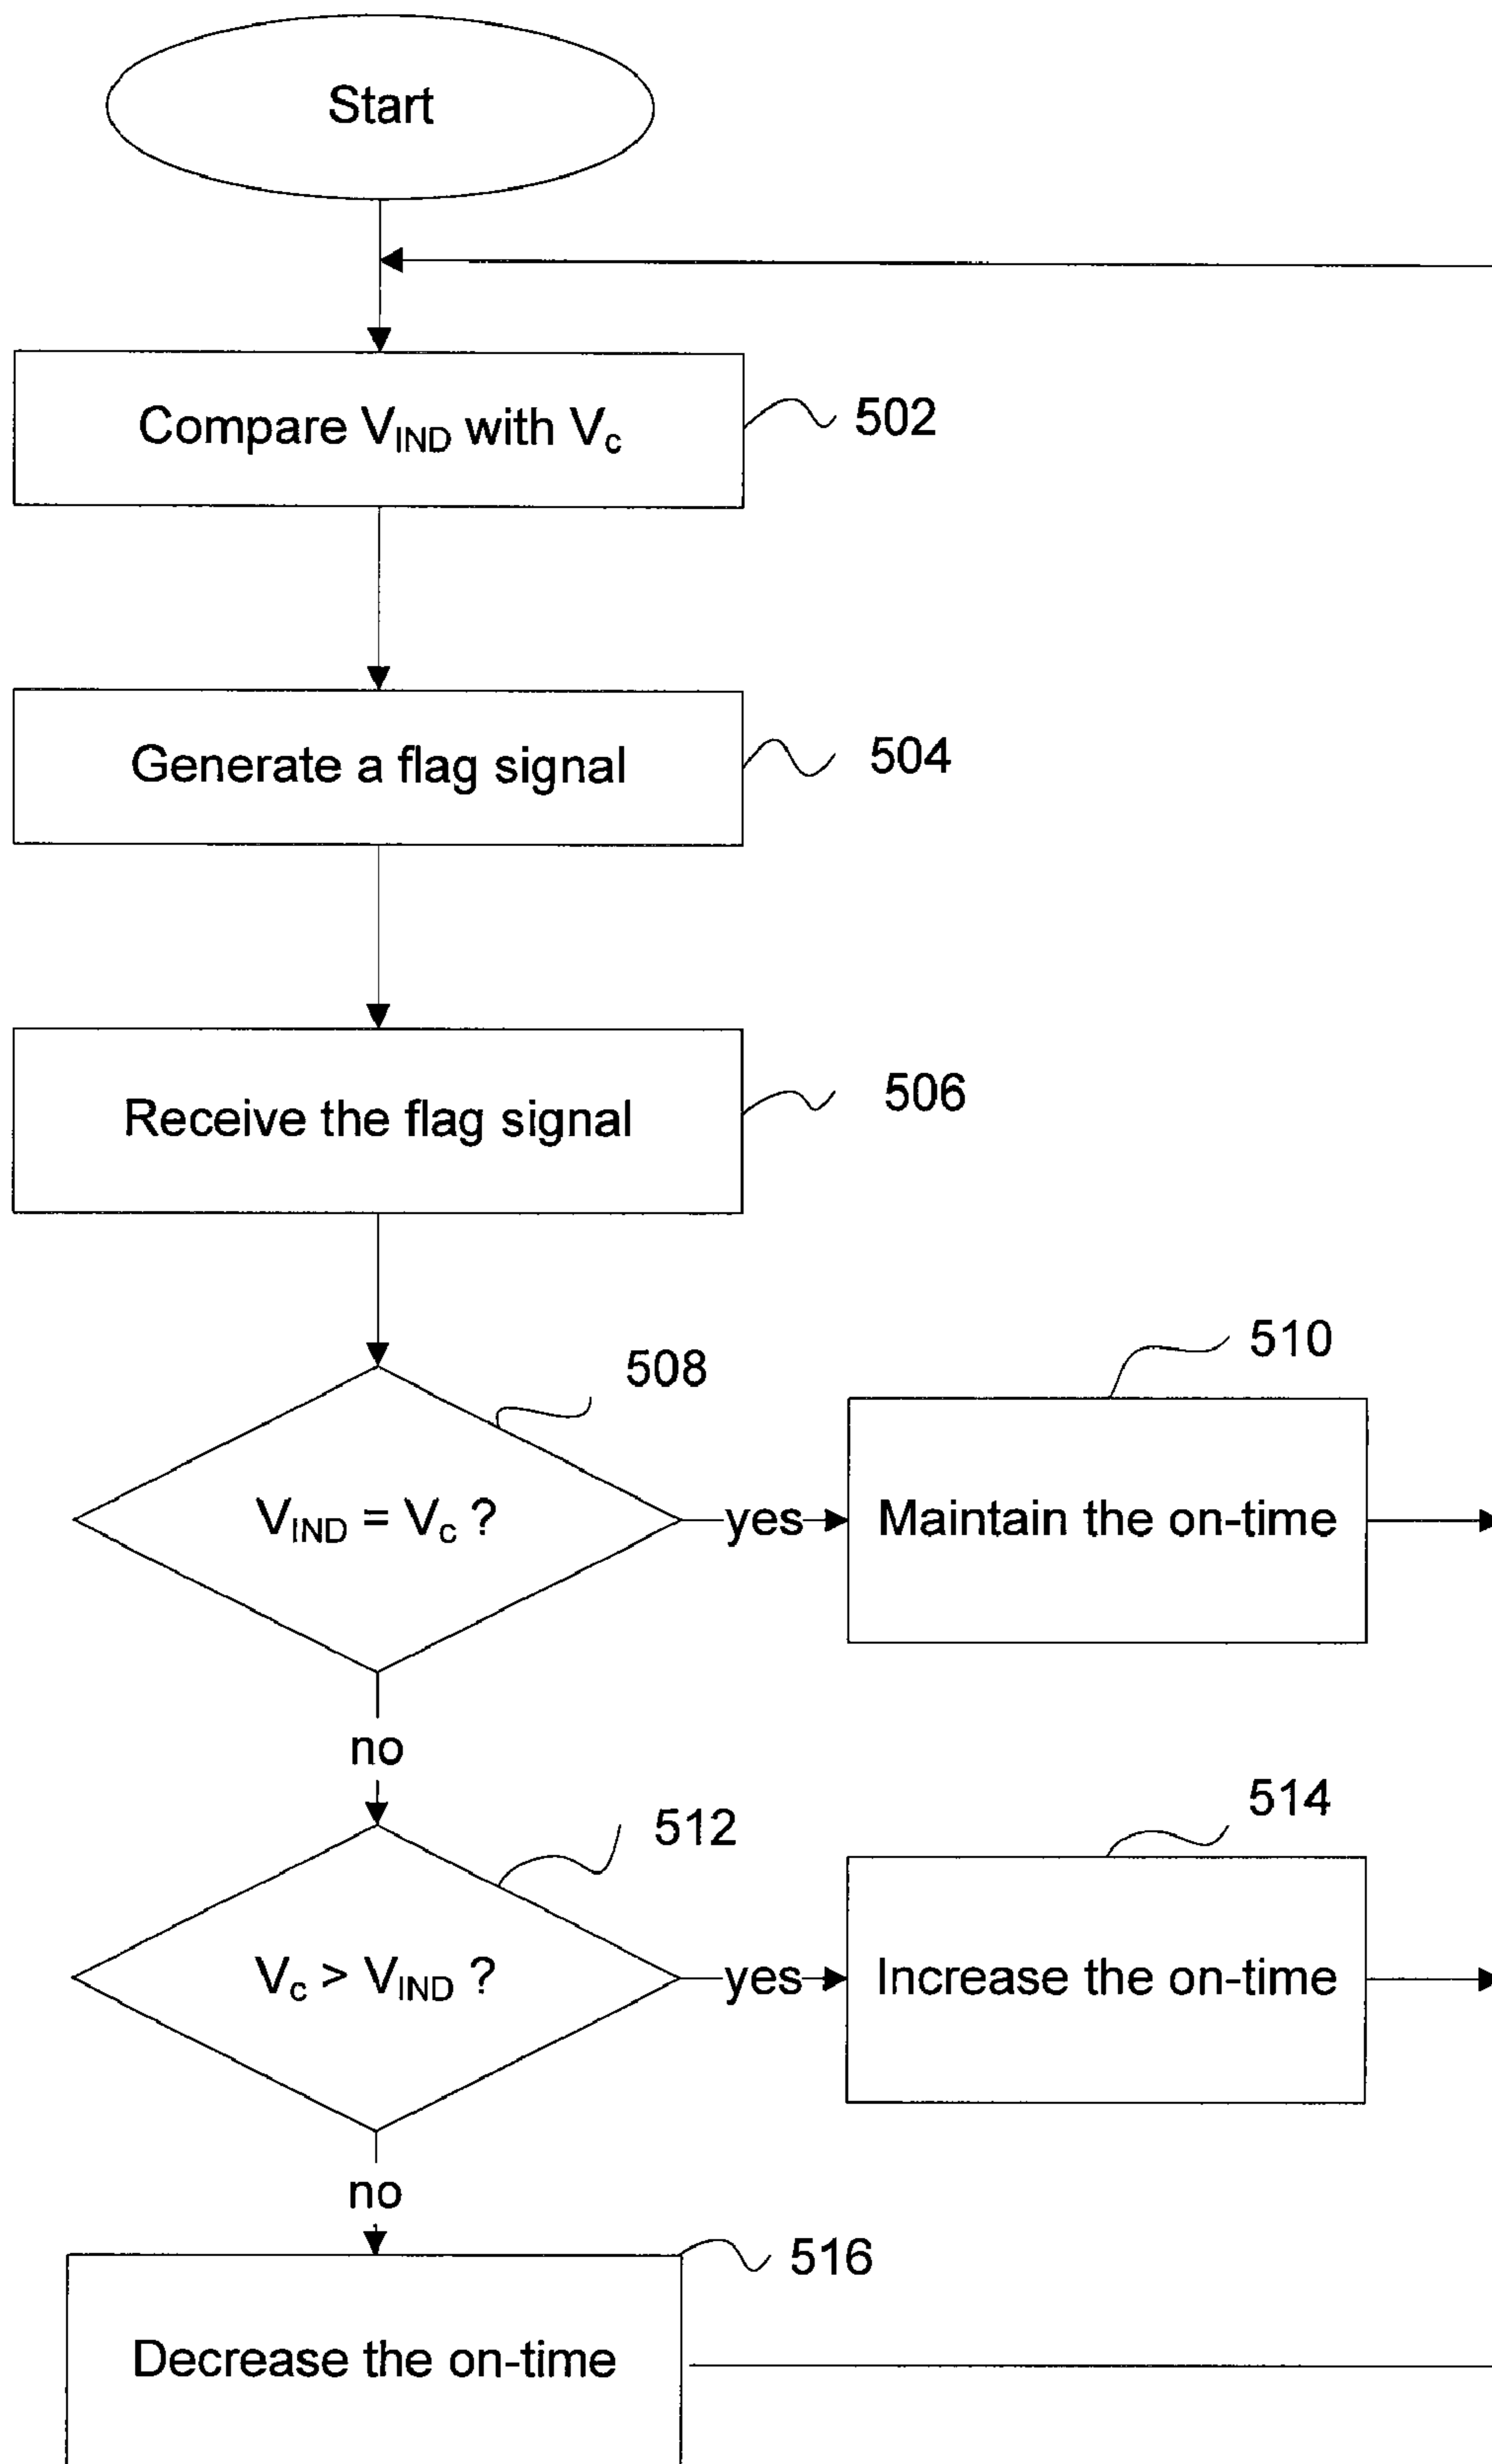 Start
Compare V_IND with V_c
502
Generate a flag signal
504
Receive the flag signal
506
508
V_IND = V_c ?
yes
510
Maintain the on-time
no
512
V_c > V_IND ?
yes
514
Increase the on-time
no
516
Decrease the on-time